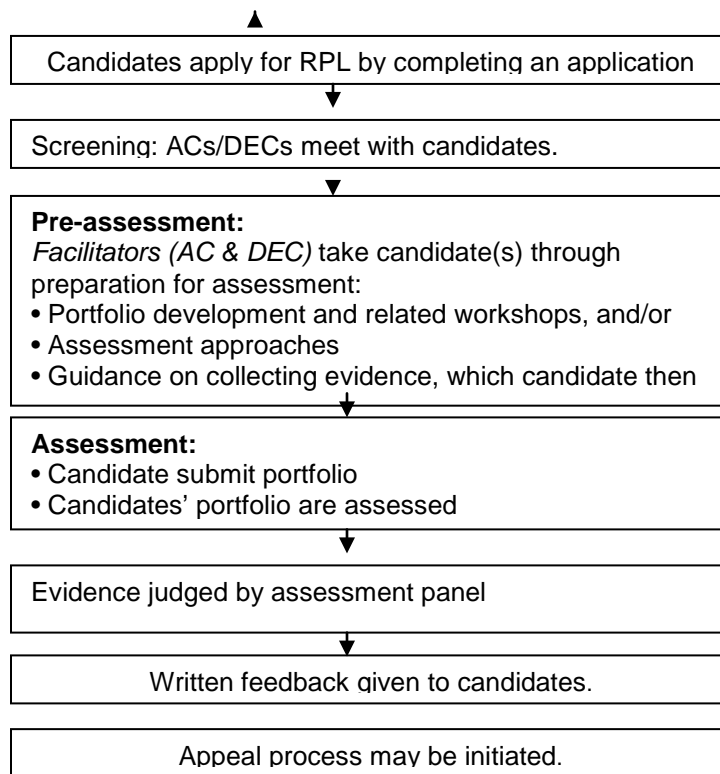 Candidates apply for RPL by completing an application
Screening: ACs/DECs meet with candidates.
Pre-assessment:
Facilitators (AC & DEC) take candidate(s) through
preparation for assessment:
• Portfolio development and related workshops, and/or
• Assessment approaches
• Guidance on collecting evidence, which candidate then
Assessment:
• Candidate submit portfolio
• Candidates’ portfolio are assessed
Evidence judged by assessment panel
Written feedback given to candidates.
Appeal process may be initiated.